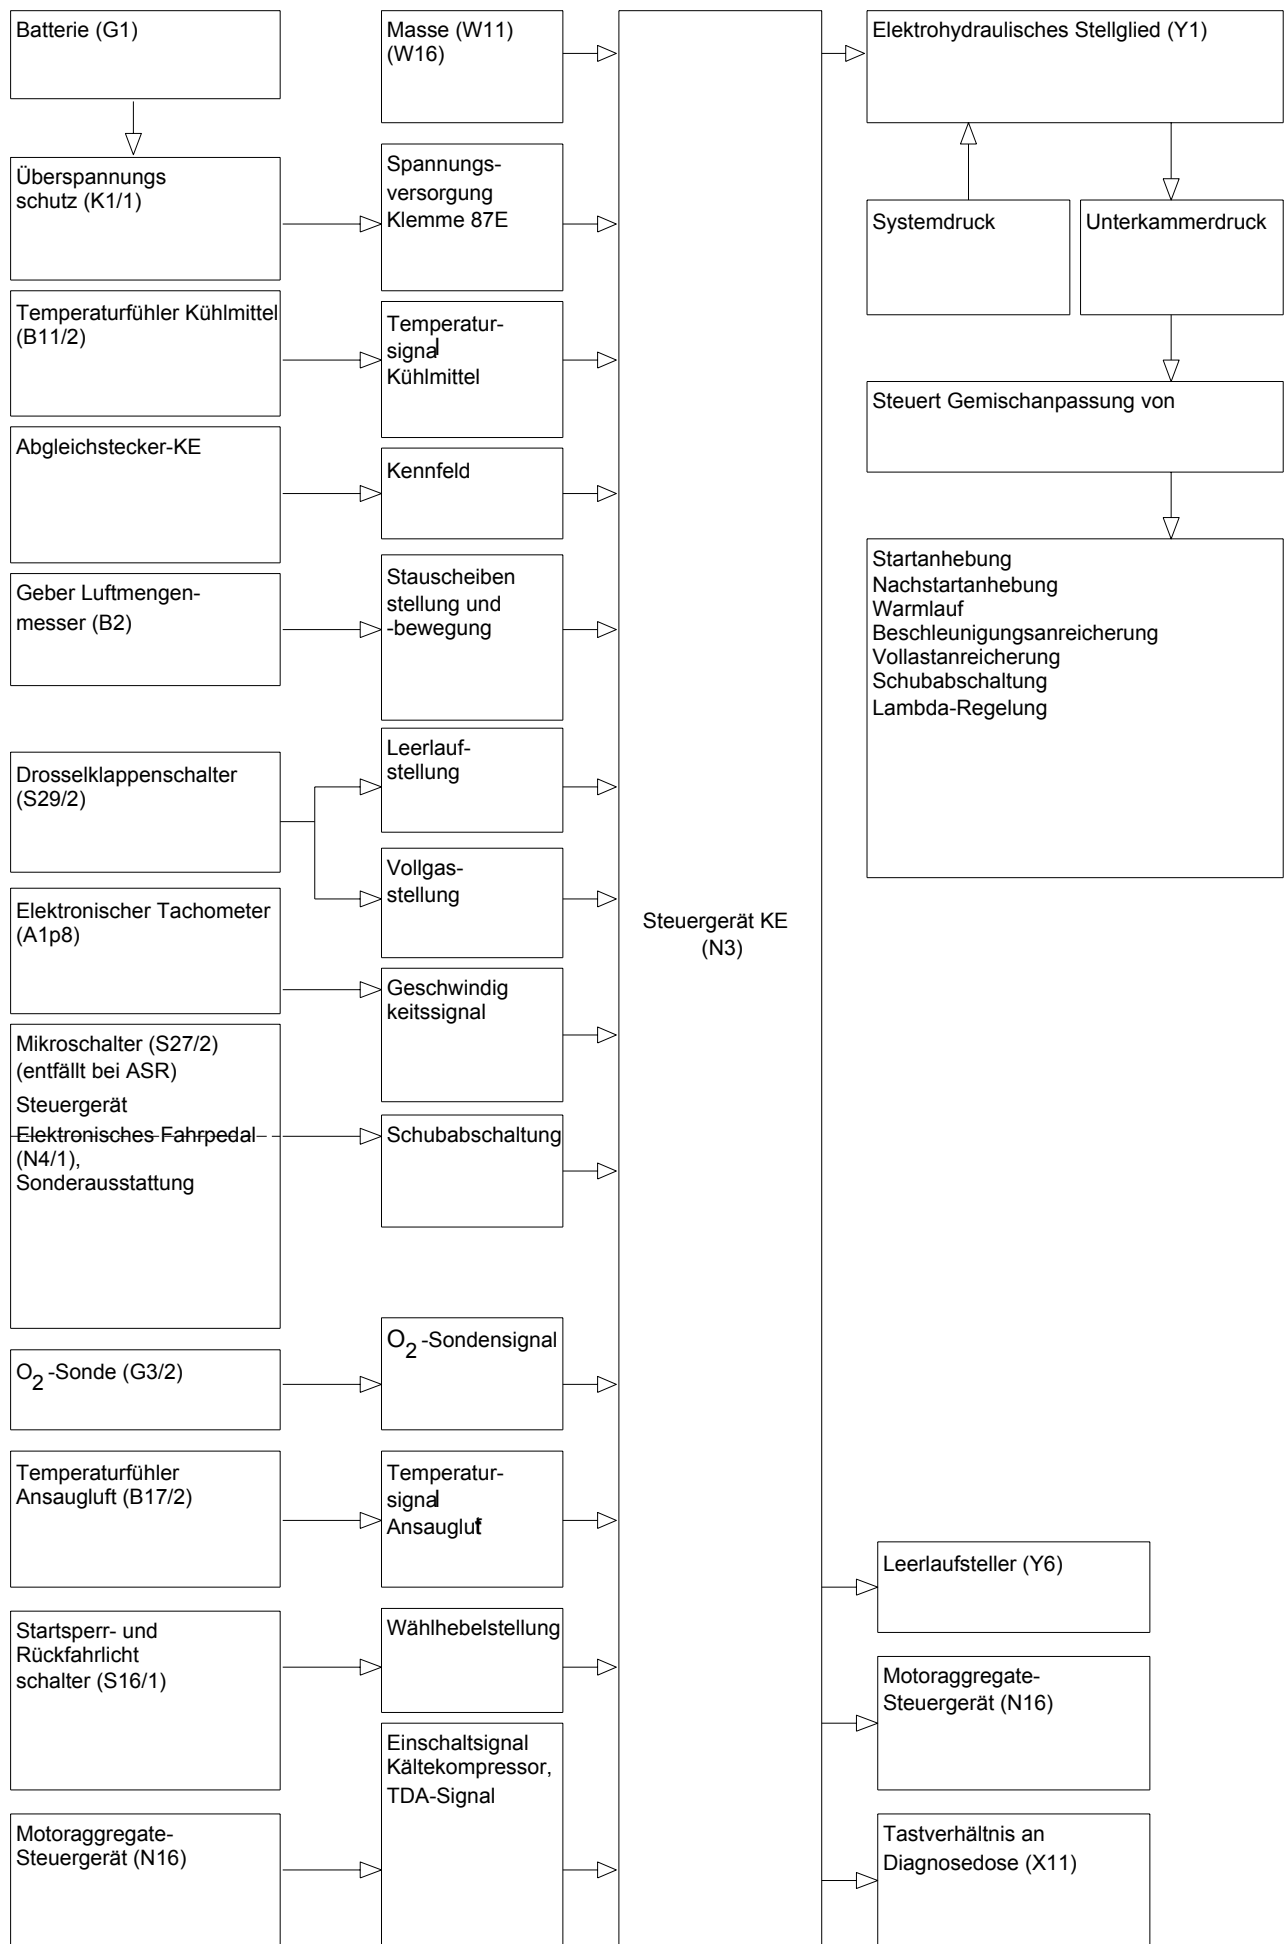 Batterie (G1)
Überspannungs
schutz (K1/1)
Temperaturfühler Kühlmittel
(B11/2)
Abgleichstecker-KE
Geber Luftmengen-
messer (B2)
Drosselklappenschalter
(S29/2)
Elektronischer Tachometer
(A1p8)
Mikroschalter (S27/2)
(entfällt bei ASR)
Steuergerät
Elektronisches Fahrpedal
(N4/1),
Sonderausstattung
O2 -Sonde (G3/2)
Temperaturfühler
Ansaugluft (B17/2)
Startsperr- und
Rückfahrlicht
schalter (S16/1)
Motoraggregate-
Steuergerät (N16)
Masse (W11)
(W16)
Spannungs-
versorgung
Klemme 87E
Temperatur-
signal
Kühlmittel
Kennfeld
Stauscheiben
stellung und
-bewegung
Leerlauf-
stellung
Vollgas-
stellung
Geschwindig
keitssignal
Schubabschaltung
O2 -Sondensignal
Temperatur-
signal
Ansaugluft
Wählhebelstellung
Einschaltsignal
Kältekompressor,
TDA-Signal
Steuergerät KE
(N3)
Elektrohydraulisches Stellglied (Y1)
Systemdruck
Unterkammerdruck
Steuert Gemischanpassung von
Startanhebung
Nachstartanhebung
Warmlauf
Beschleunigungsanreicherung
Vollastanreicherung
Schubabschaltung
Lambda-Regelung
Leerlaufsteller (Y6)
Motoraggregate-
Steuergerät (N16)
Tastverhältnis an
Diagnosedose (X11)